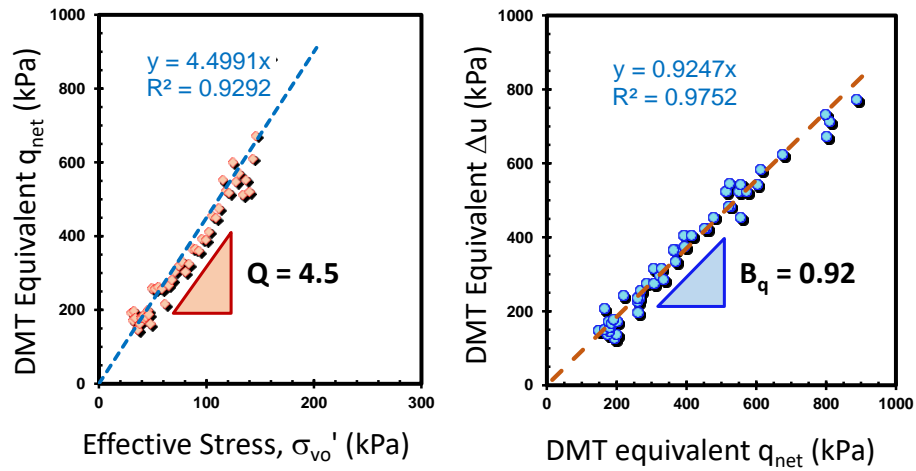 DMT Equivalent q_net (kPa)
1000
800
600
400
200
0
y = 4.4991x
R² = 0.9292
Q = 4.5
0
100
200
300
Effective Stress, σ_vo' (kPa)
DMT Equivalent Δu (kPa)
1000
800
600
400
200
0
y = 0.9247x
R² = 0.9752
B_q = 0.92
0
200
400
600
800
1000
DMT equivalent q_net (kPa)